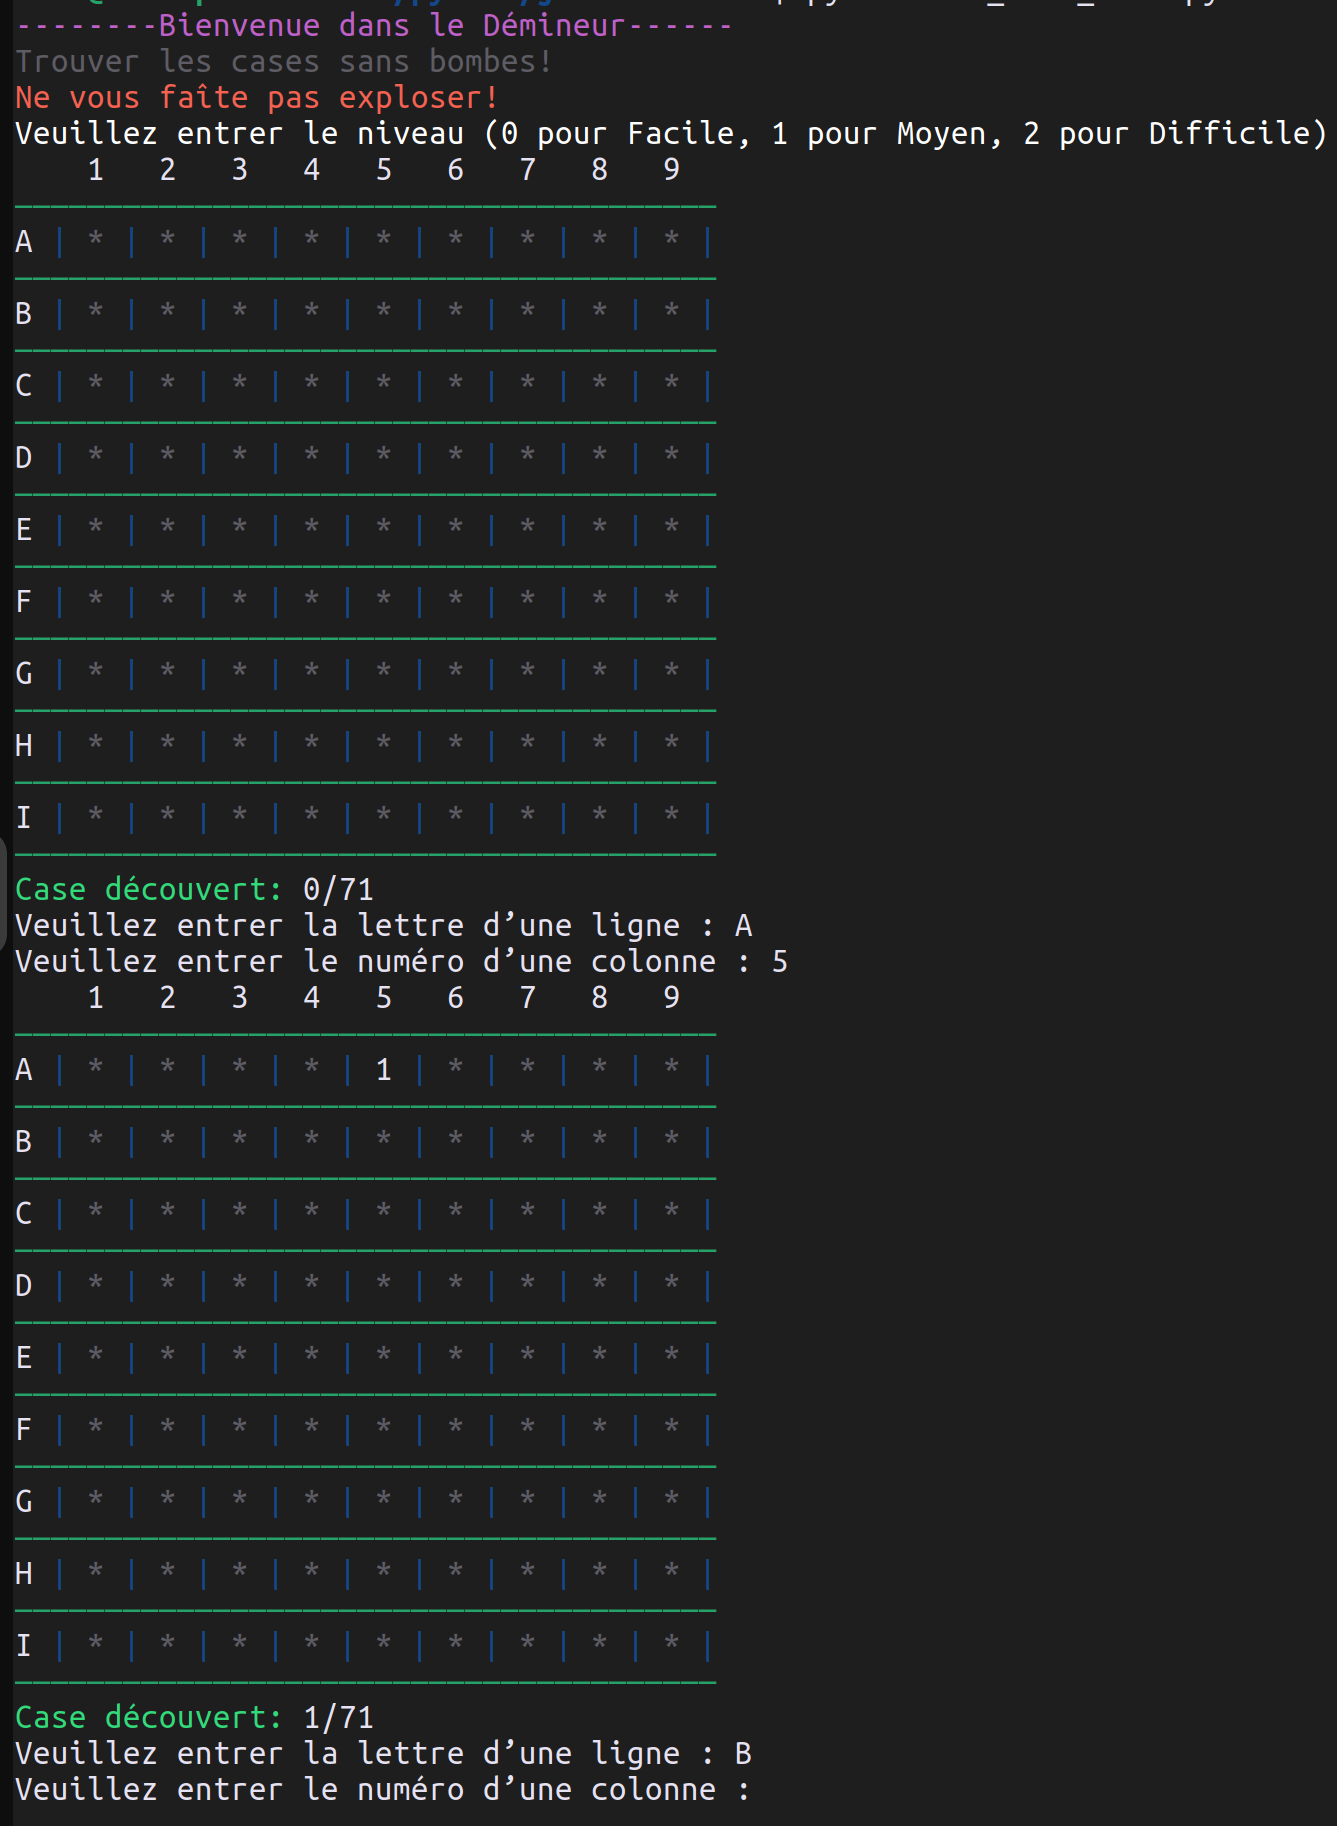 --------Bienvenue dans le Démineur------
Trouver les cases sans bombes!
Ne vous faîte pas exploser!
Veuillez entrer le niveau (0 pour Facile, 1 pour Moyen, 2 pour Difficile)
1 2 3 4 5 6 7 8 9
A | * | * | * | * | * | * | * | * | * |
B | * | * | * | * | * | * | * | * | * |
C | * | * | * | * | * | * | * | * | * |
D | * | * | * | * | * | * | * | * | * |
E | * | * | * | * | * | * | * | * | * |
F | * | * | * | * | * | * | * | * | * |
G | * | * | * | * | * | * | * | * | * |
H | * | * | * | * | * | * | * | * | * |
I | * | * | * | * | * | * | * | * | * |
Case découvert: 0/71
Veuillez entrer la lettre d’une ligne : A
Veuillez entrer le numéro d’une colonne : 5
1 2 3 4 5 6 7 8 9
A | * | * | * | * | 1 | * | * | * | * |
B | * | * | * | * | * | * | * | * | * |
C | * | * | * | * | * | * | * | * | * |
D | * | * | * | * | * | * | * | * | * |
E | * | * | * | * | * | * | * | * | * |
F | * | * | * | * | * | * | * | * | * |
G | * | * | * | * | * | * | * | * | * |
H | * | * | * | * | * | * | * | * | * |
I | * | * | * | * | * | * | * | * | * |
Case découvert: 1/71
Veuillez entrer la lettre d’une ligne : B
Veuillez entrer le numéro d’une colonne :